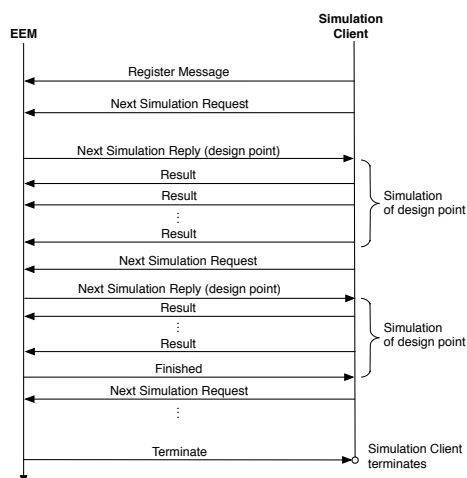 EEM
Simulation
Client
Register Message
Next Simulation Request
Next Simulation Reply (design point)
Result
Result
Result
Simulation
of design point
Next Simulation Request
Next Simulation Reply (design point)
Result
Result
Simulation
of design point
Finished
Next Simulation Request
Terminate
Simulation Client
terminates